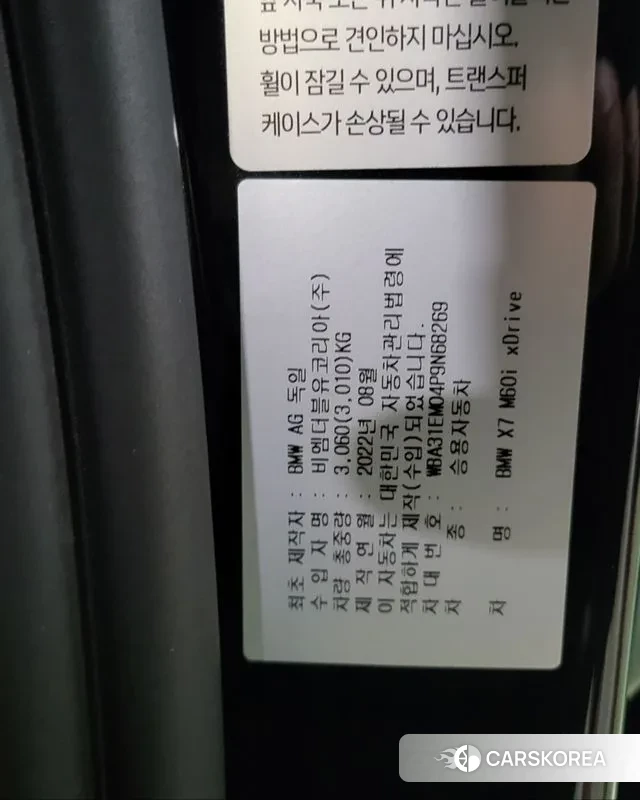 방법으로 견인하지 마십시오.
휠이 잠길 수 있으며, 트랜스퍼
케이스가 손상될 수 있습니다.
최초 제작자 : BMW AG 독일
수 입 자 명 : 비엠더블유코리아(주)
차량 총중량 : 3,060(3,010)KG
제 작 연 월 : 2022년 08월
이 자동차는 대한민국 자동차관리법령에
적합하게 제작(수입)되었습니다.
차 대 번 호 : WBA31EM04P9N68269
차 종 : 승용자동차
차 명 : BMW X7 M60i xDrive
CARSKOREA